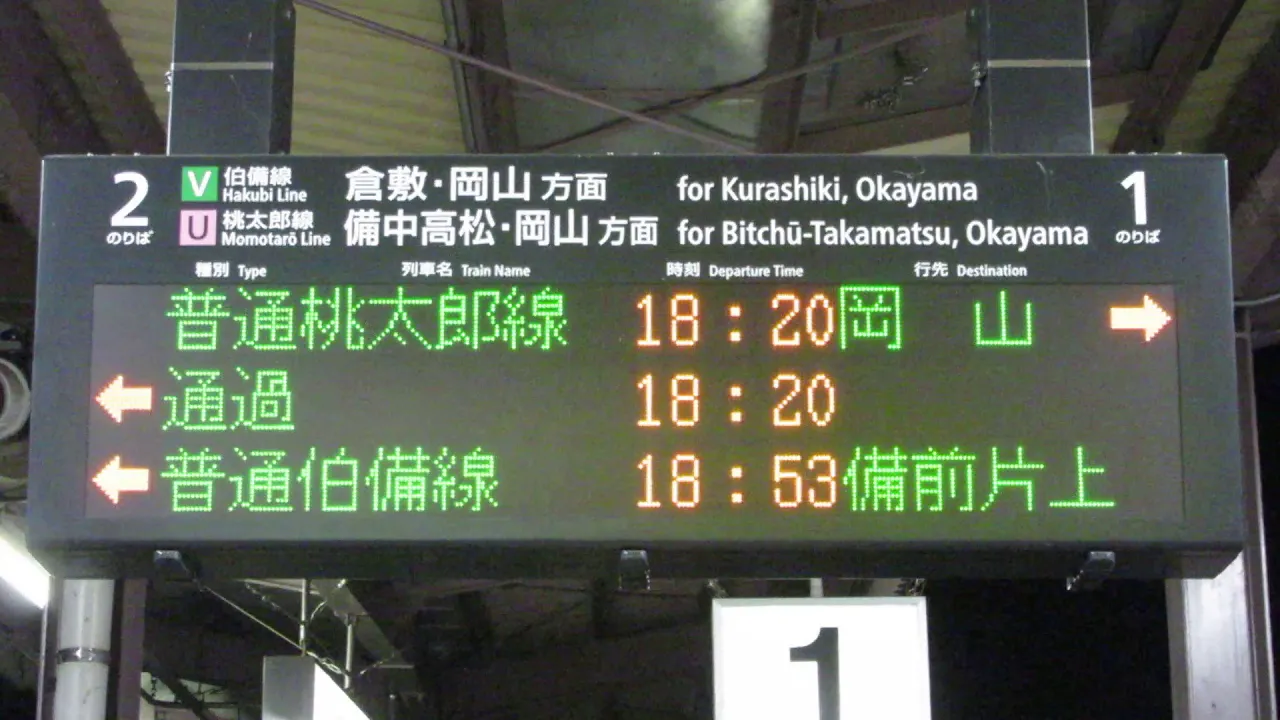 2 のりば V 伯備線 Hakubi Line 倉敷・岡山 方面 for Kurashiki, Okayama 1 のりば
U 桃太郎線 Momotarō Line 備中高松・岡山 方面 for Bitchū-Takamatsu, Okayama
種別 Type 列車名 Train Name 時刻 Departure Time 行先 Destination
普通桃太郎線 18:20 岡 山 →
← 通過 18:20
← 普通伯備線 18:53 備前片上
1